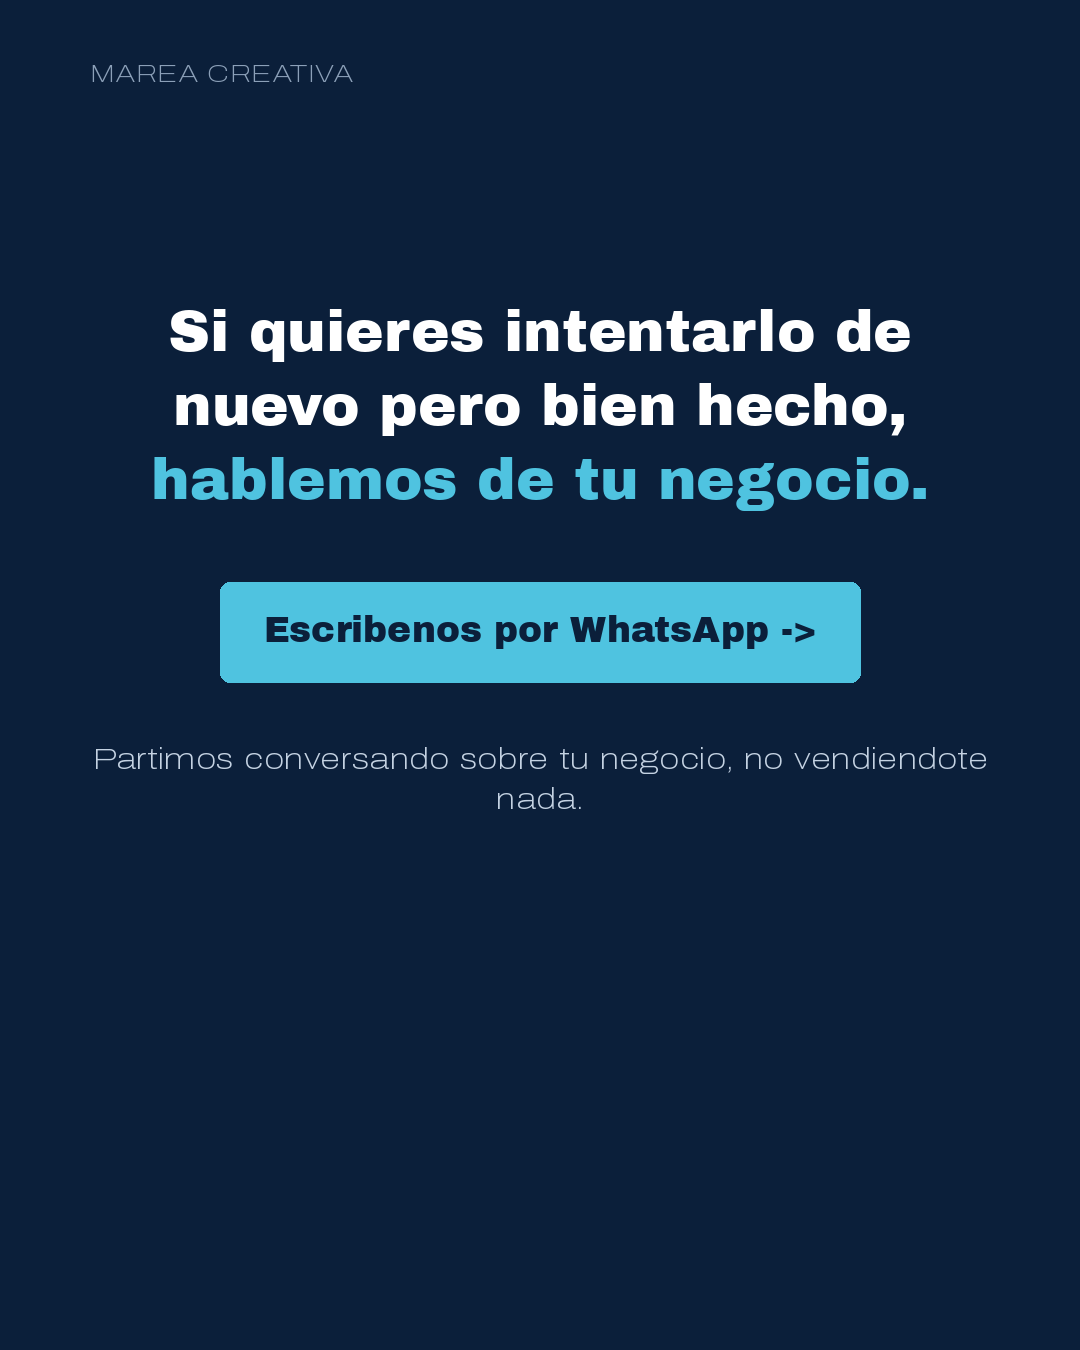 MAREA CREATIVA
Si quieres intentarlo de
nuevo pero bien hecho,
hablemos de tu negocio.
Escribenos por WhatsApp ->
Partimos conversando sobre tu negocio, no vendiendote
nada.